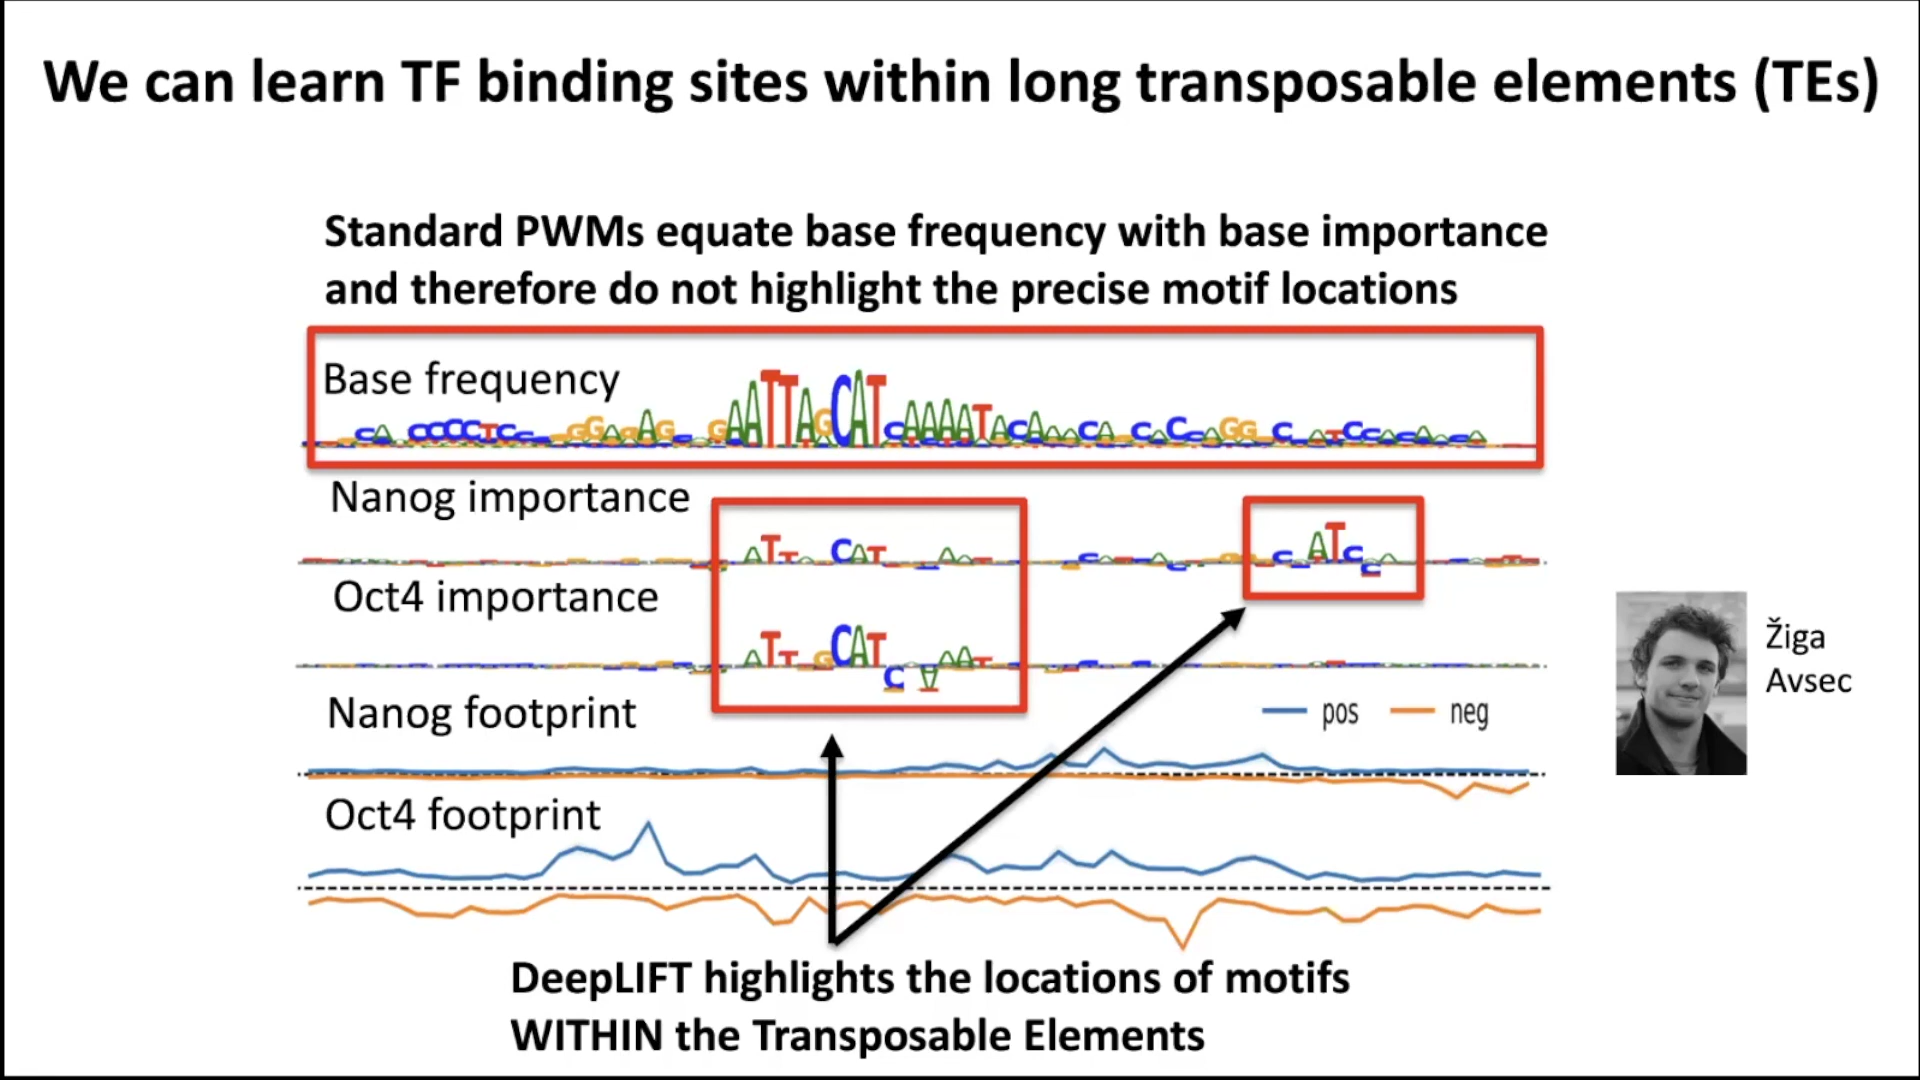 We can learn TF binding sites within long transposable elements (TEs)
Standard PWMs equate base frequency with base importance
and therefore do not highlight the precise motif locations
Base frequency
Nanog importance
Oct4 importance
Žiga
Avsec
Nanog footprint
pos neg
Oct4 footprint
DeepLIFT highlights the locations of motifs
WITHIN the Transposable Elements